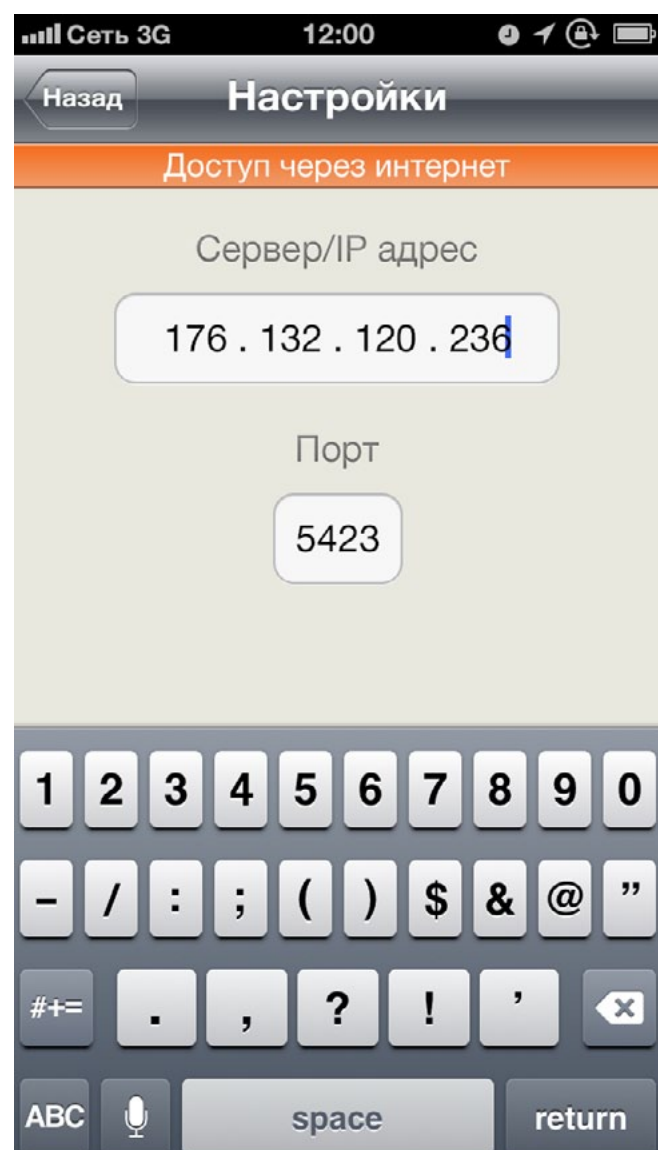 Сеть 3G 12:00
Назад Настройки
Доступ через интернет
Сервер/IP адрес
176 . 132 . 120 . 236
Порт
5423
1 2 3 4 5 6 7 8 9 0
- / : ; ( ) $ & @ ”
#+= . , ? ! ’
ABC space return